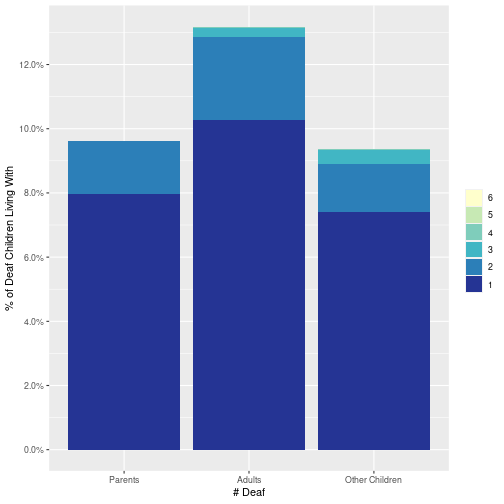 % of Deaf Children Living With
12.0%
10.0%
8.0%
6.0%
4.0%
2.0%
0.0%
Parents
Adults
Other Children
# Deaf
6
5
4
3
2
1